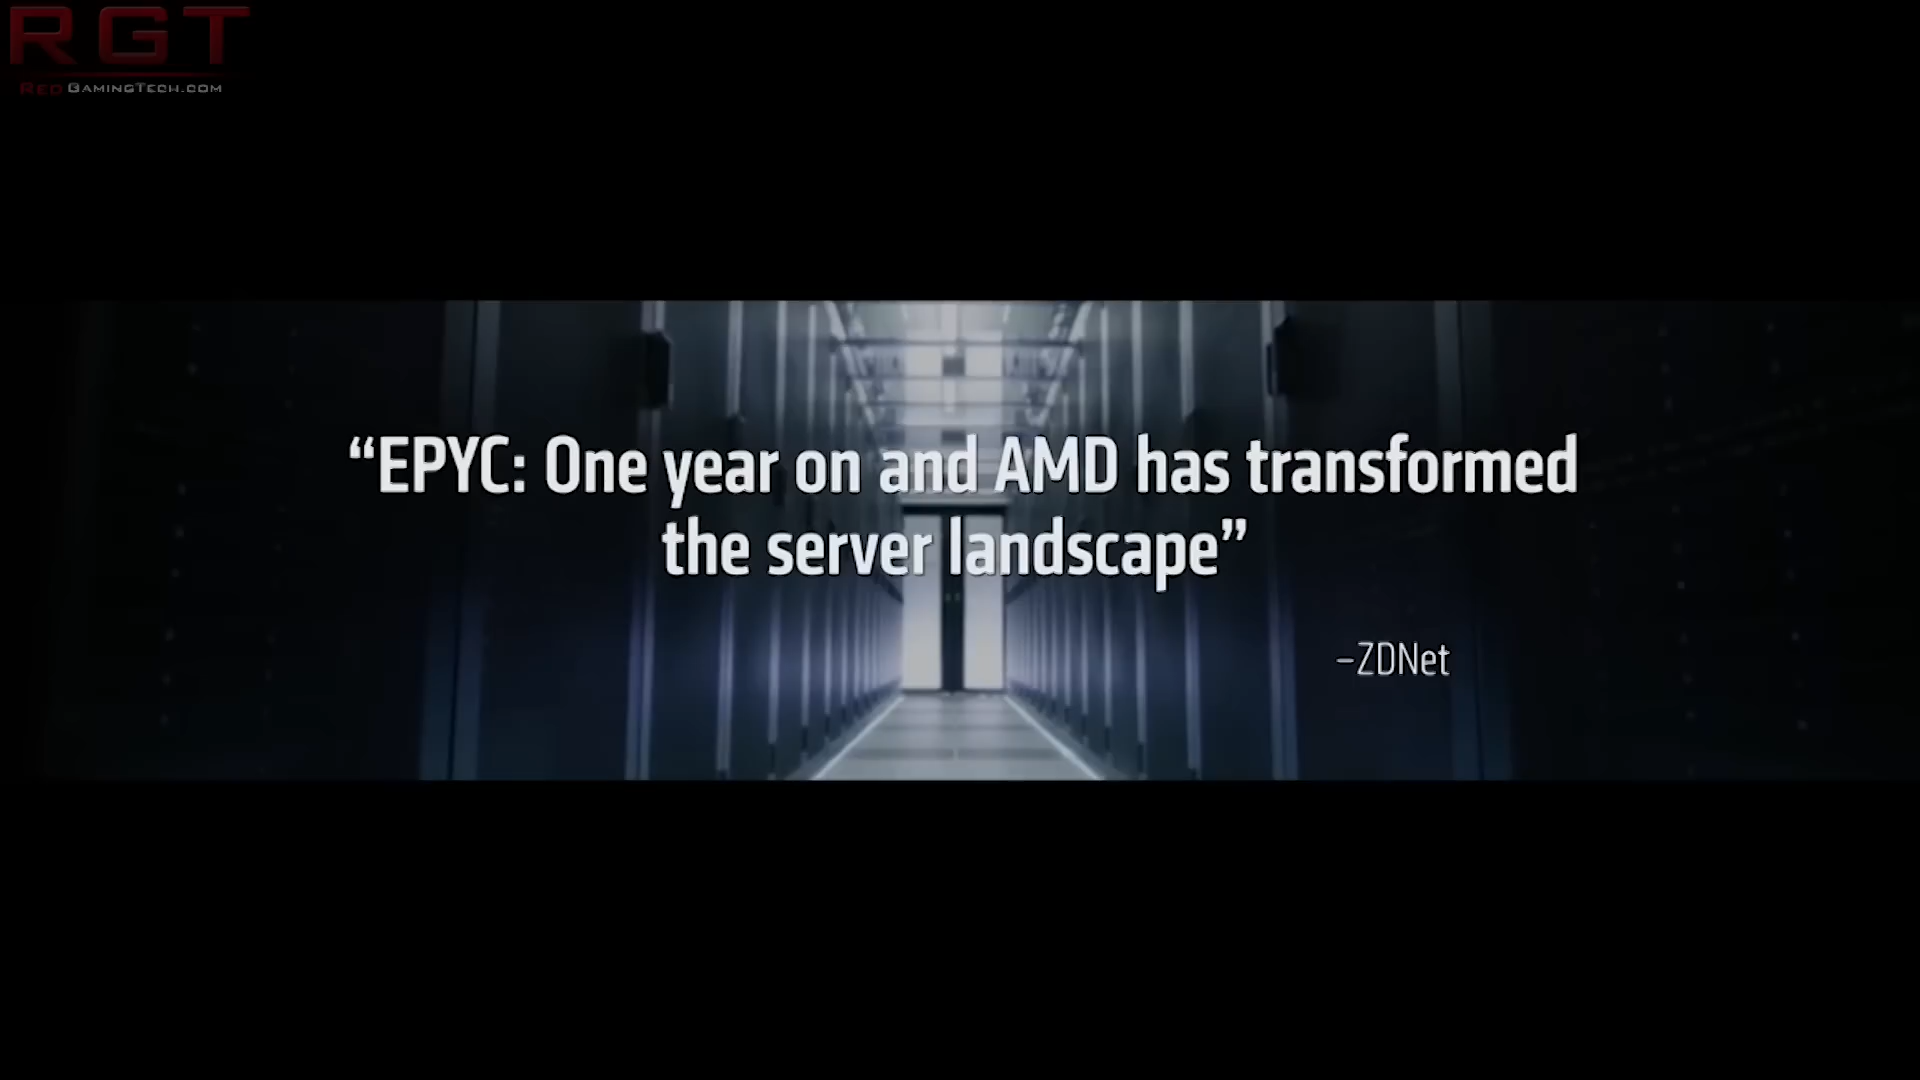 RGT
RedGamingTech.com
“EPYC: One year on and AMD has transformed
the server landscape”
–ZDNet